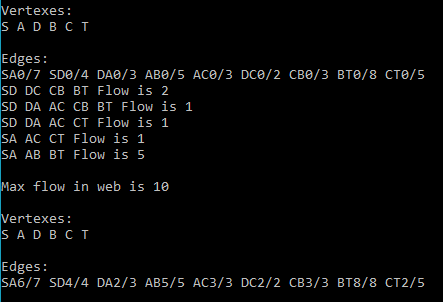 Vertexes:
S A D B C T
Edges:
SA0/7 SD0/4 DA0/3 AB0/5 AC0/3 DC0/2 CB0/3 BT0/8 CT0/5
SD DC CB BT Flow is 2
SD DA AC CB BT Flow is 1
SD DA AC CT Flow is 1
SA AC CT Flow is 1
SA AB BT Flow is 5
Max flow in web is 10
Vertexes:
S A D B C T
Edges:
SA6/7 SD4/4 DA2/3 AB5/5 AC3/3 DC2/2 CB3/3 BT8/8 CT2/5